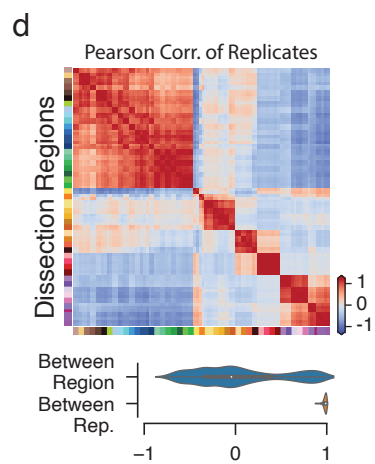 d
Pearson Corr. of Replicates
Dissection Regions
1
0
-1
Between
Region
Between
Rep.
−1
0
1